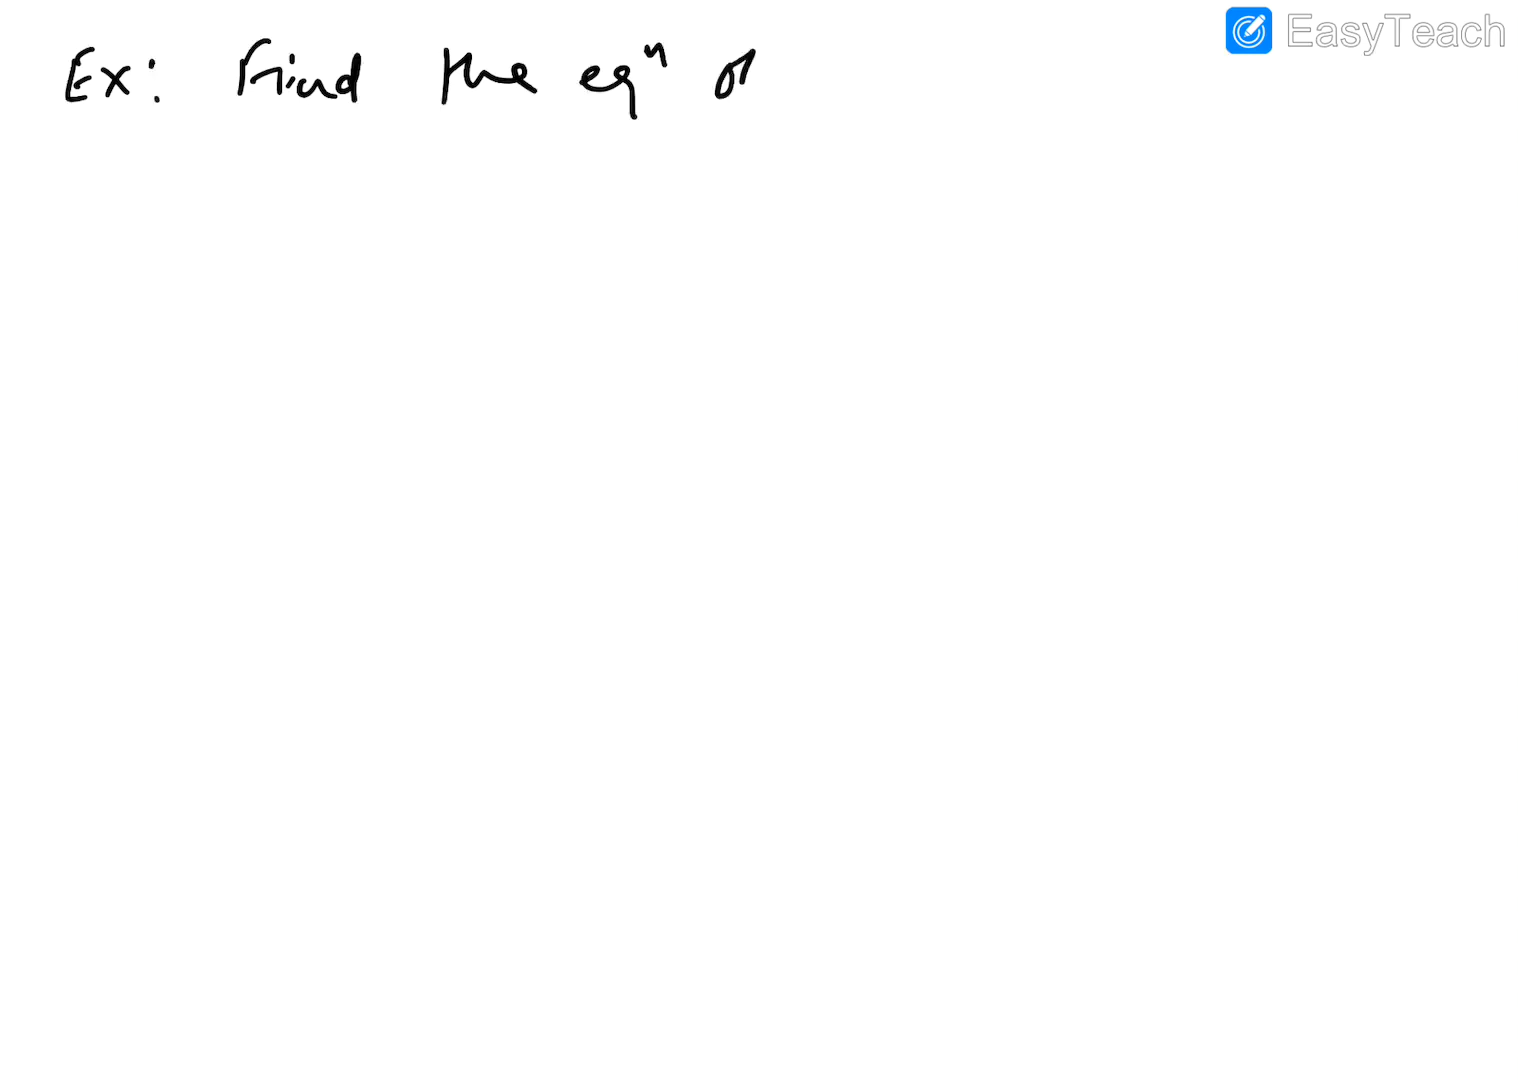 EasyTeach
Ex: Find the eqⁿ of